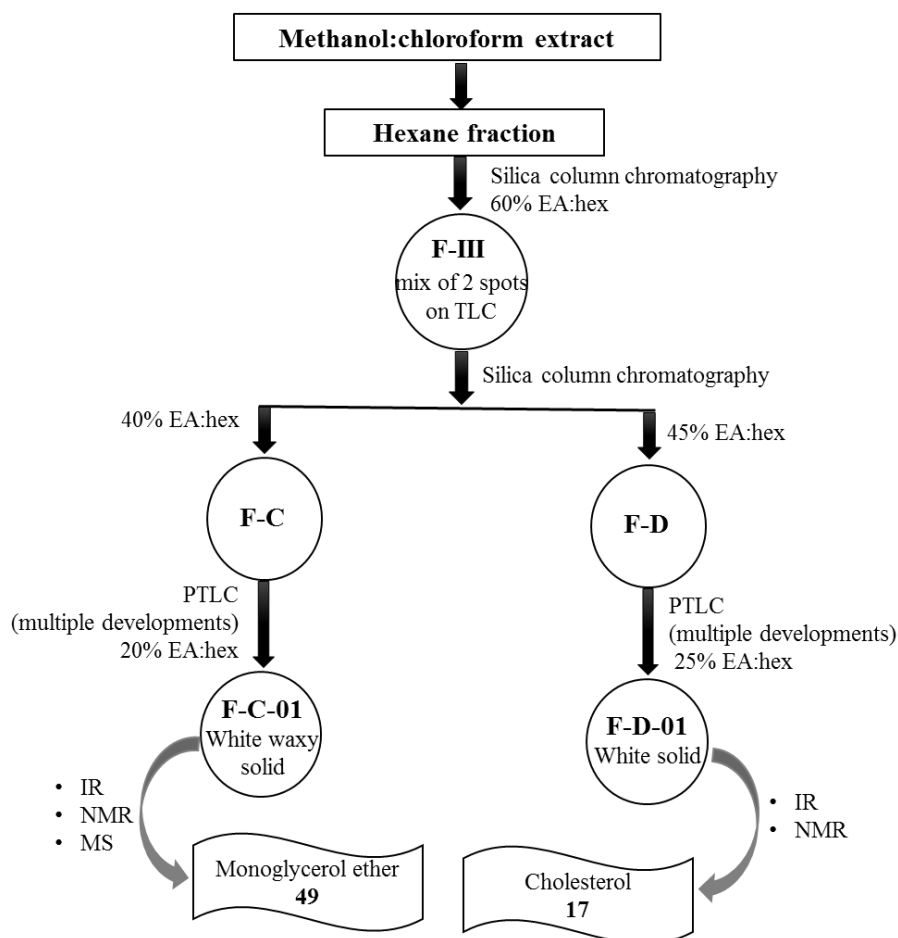 Methanol:chloroform extract
Hexane fraction
Silica column chromatography
60% EA:hex
F-III
mix of 2 spots
on TLC
Silica column chromatography
40% EA:hex
45% EA:hex
F-C
F-D
PTLC
(multiple developments)
20% EA:hex
PTLC
(multiple developments)
25% EA:hex
F-C-01
White waxy
solid
F-D-01
White solid
• IR
• NMR
• MS
• IR
• NMR
Monoglycerol ether
49
Cholesterol
17